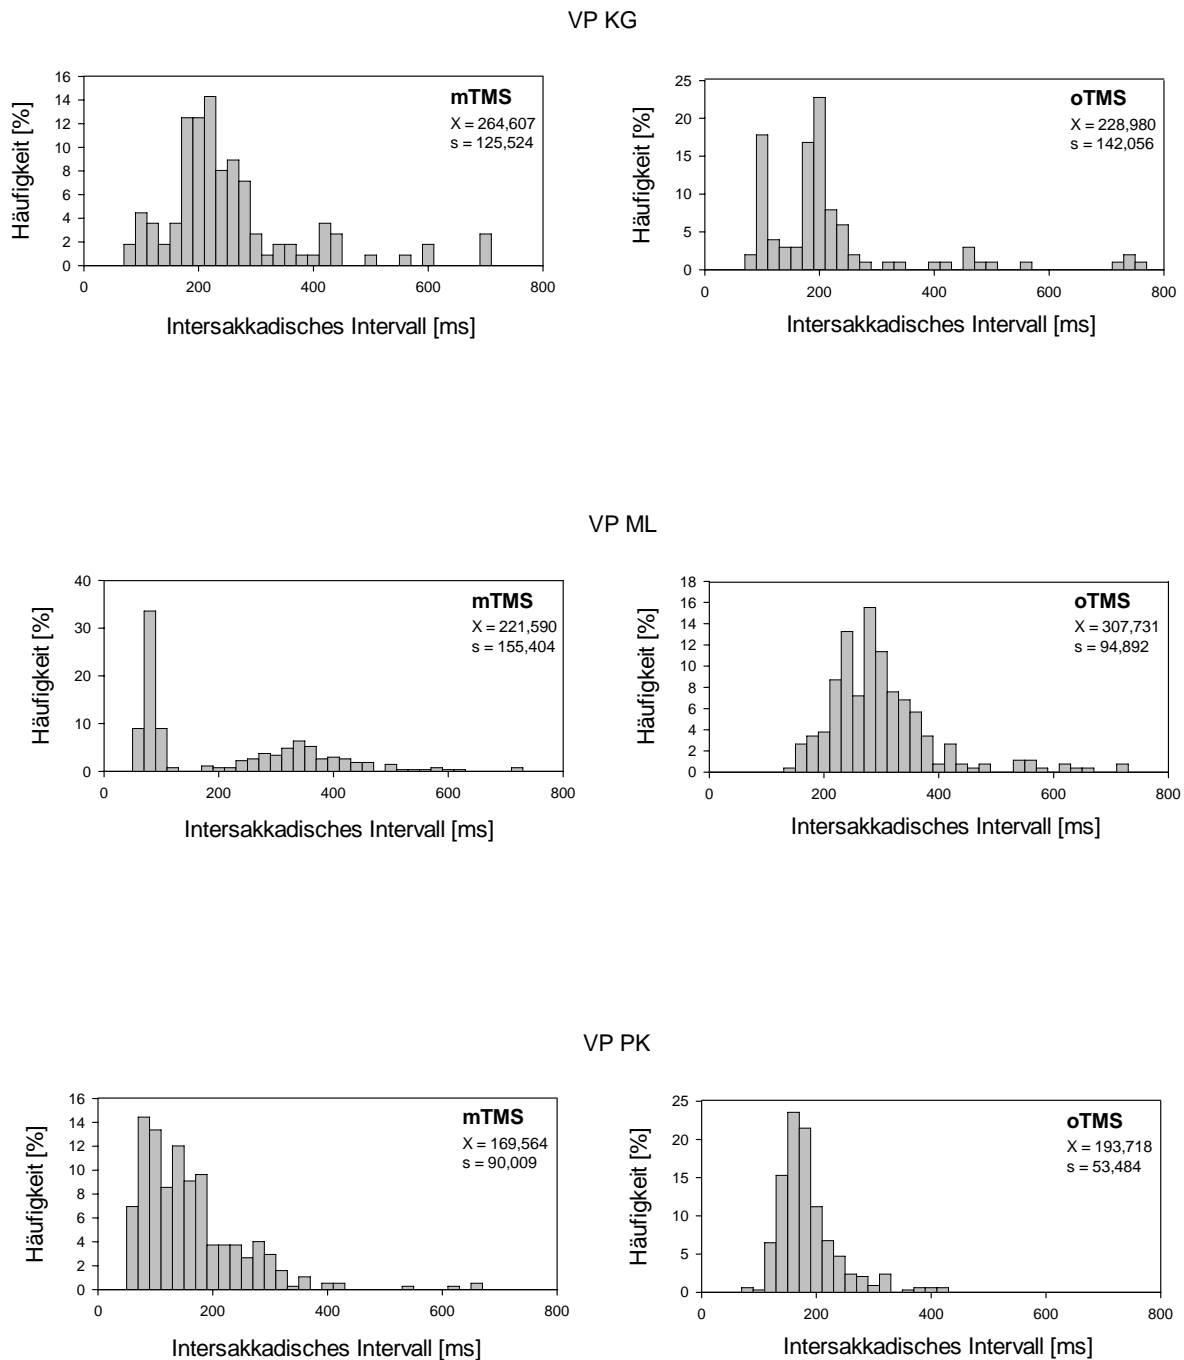 VP KG
Häufigkeit [%]
16
14
12
10
8
6
4
2
0
mTMS
X = 264,607
s = 125,524
0 200 400 600 800
Intersakkadisches Intervall [ms]
Häufigkeit [%]
25
20
15
10
5
0
oTMS
X = 228,980
s = 142,056
0 200 400 600 800
Intersakkadisches Intervall [ms]
VP ML
Häufigkeit [%]
40
30
20
10
0
mTMS
X = 221,590
s = 155,404
0 200 400 600 800
Intersakkadisches Intervall [ms]
Häufigkeit [%]
18
16
14
12
10
8
6
4
2
0
oTMS
X = 307,731
s = 94,892
0 200 400 600 800
Intersakkadisches Intervall [ms]
VP PK
Häufigkeit [%]
16
14
12
10
8
6
4
2
0
mTMS
X = 169,564
s = 90,009
0 200 400 600 800
Intersakkadisches Intervall [ms]
Häufigkeit [%]
25
20
15
10
5
0
oTMS
X = 193,718
s = 53,484
0 200 400 600 800
Intersakkadisches Intervall [ms]